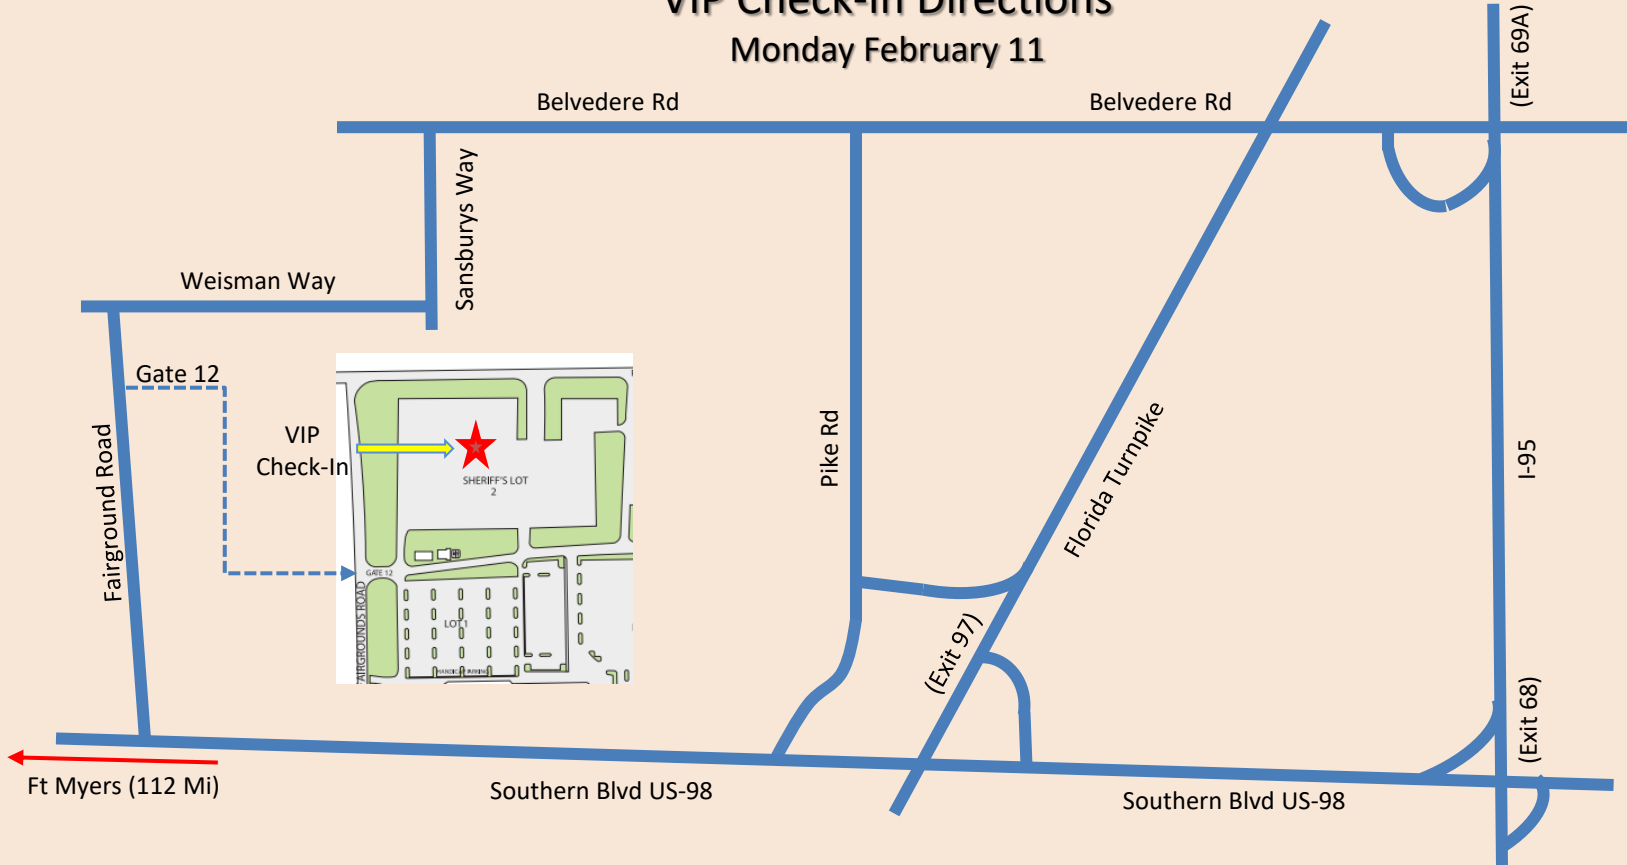 VIP Check-In Directions
Monday February 11
(Exit 69A)
Belvedere Rd
Belvedere Rd
Sansburys Way
Weisman Way
Gate 12
VIP
Check-In
SHERIFF'S LOT
2
Fairground Road
Pike Rd
Florida Turnpike
I-95
GATE 12
FAIRGROUNDS ROAD
LOT 1
HANDICAP PARKING
(Exit 97)
(Exit 68)
Ft Myers (112 Mi)
Southern Blvd US-98
Southern Blvd US-98